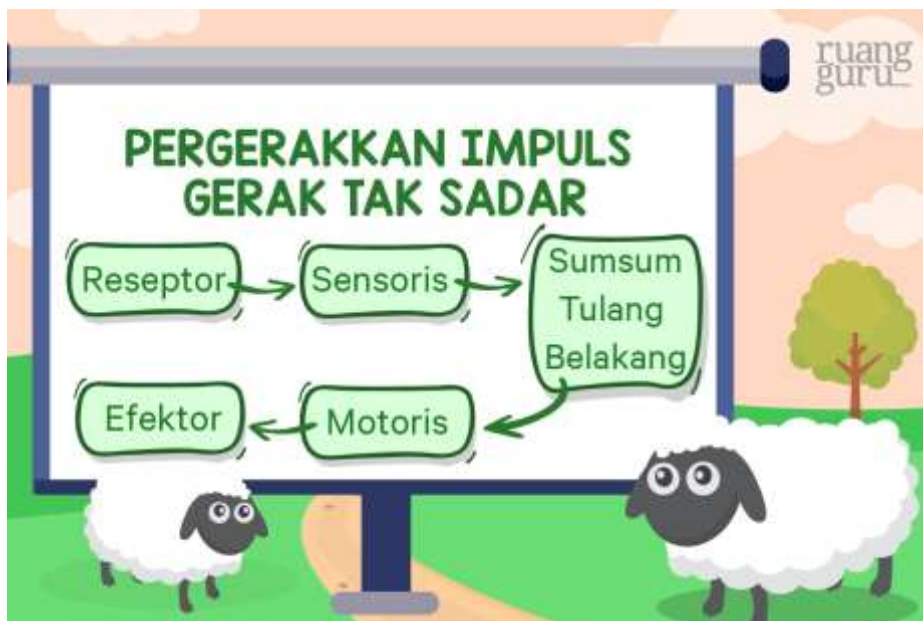 ruang
guru
PERGERAKKAN IMPULS
GERAK TAK SADAR
Reseptor
Sensoris
Sumsum
Tulang
Belakang
Motoris
Efektor